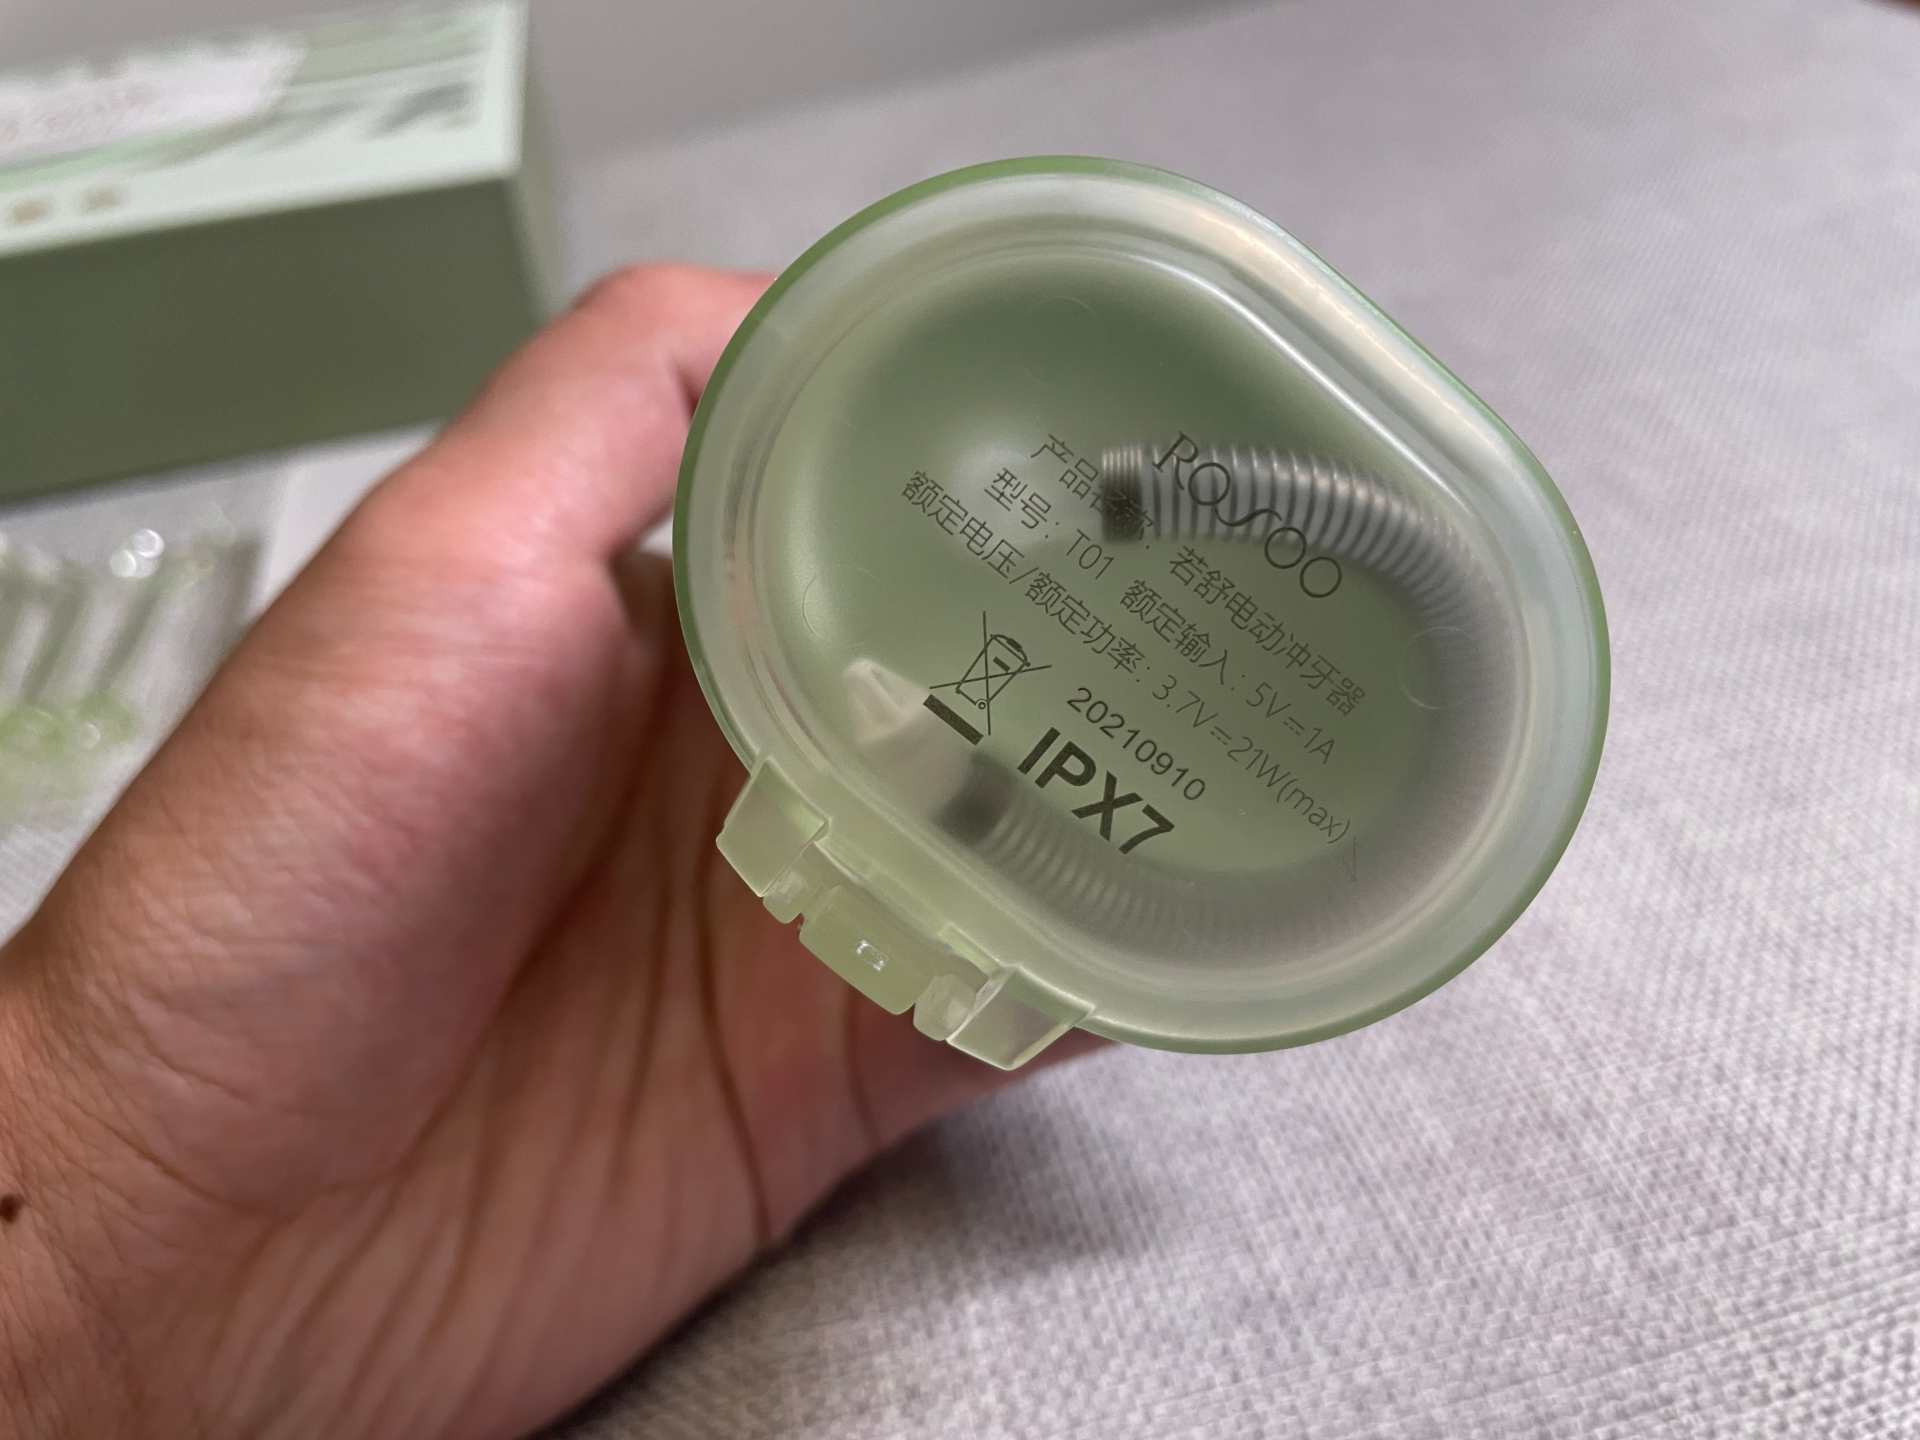 ROSOO
产品名称：若舒电动冲牙器
型号：T01 额定输入：5V⎓1A
额定电压/额定功率：3.7V⎓21W(max)
20210910
IPX7